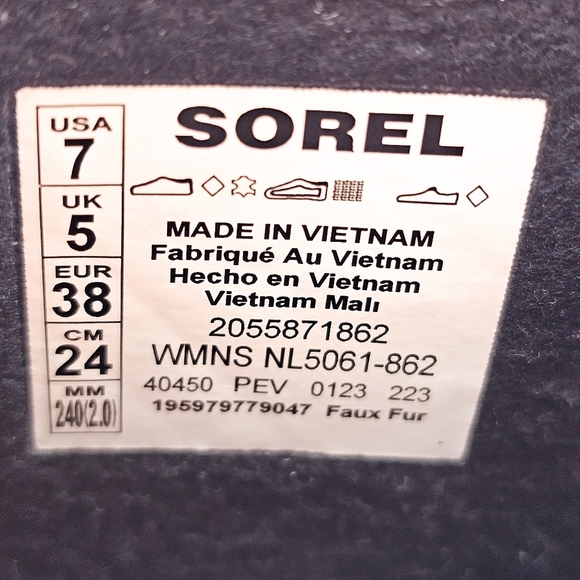 SOREL
USA
7
UK
5
EUR
38
CM
24
MM
240(2.0)
MADE IN VIETNAM
Fabriqué Au Vietnam
Hecho en Vietnam
Vietnam Malı
2055871862
WMNS NL5061-862
40450 PEV 0123 223
195979779047 Faux Fur